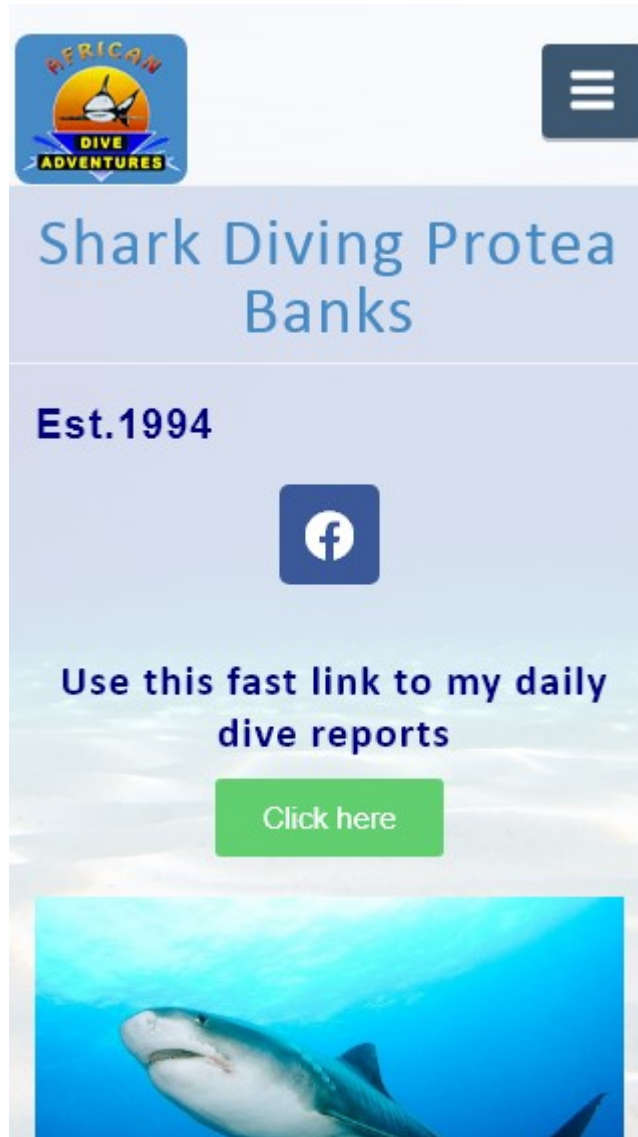 AFRICAN
DIVE
ADVENTURES
Shark Diving Protea
Banks
Est.1994
Use this fast link to my daily
dive reports
Click here